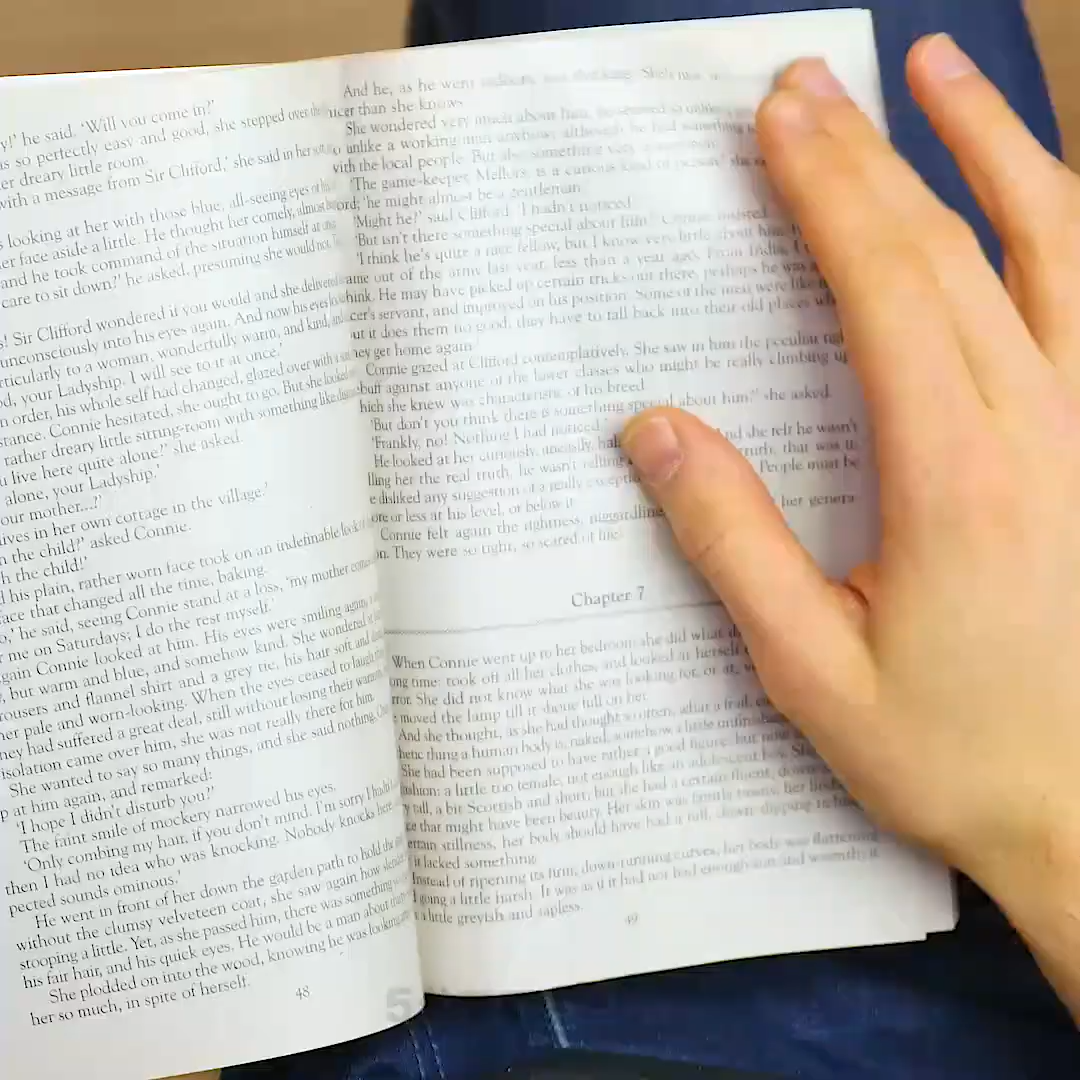 y!' he said. 'Will you come in?'
s so perfectly easy and good, she stepped over the
er dreary little room.
with a message from Sir Clifford,' she said in her
looking at her with those blue, all-seeing eyes of
er face aside a little. He thought her comely, almost
and he took command of the situation himself at
care to sit down?' he asked, presuming she would not.
s! Sir Clifford wondered if you would and she delivered
unconsciously into his eyes again. And now his eyes
rticularly to a woman, wonderfully warm, and kind, and
d, your Ladyship. I will see to it at once.'
n order, his whole self had changed, glazed over with a
stance. Connie hesitated, she ought to go. But she looked
rather dreary little sitting-room with something like
u live here quite alone?' she asked.
alone, your Ladyship.'
our mother...?'
lives in her own cottage in the village.'
h the child?' asked Connie.
h the child!'
d his plain, rather worn face took on an indefinable look
face that changed all the time, baking.
o,' he said, seeing Connie stand at a loss, 'my mother
r me on Saturdays; I do the rest myself.'
gain Connie looked at him. His eyes were smiling again,
, but warm and blue, and somehow kind. She wondered
rousers and flannel shirt and a grey tie, his hair soft and
her pale and worn-looking. When the eyes ceased to laugh
hey had suffered a great deal, still without losing their warmth.
isolation came over him, she was not really there for him.
She wanted to say so many things, and she said nothing.
p at him again, and remarked:
'I hope I didn't disturb you?'
The faint smile of mockery narrowed his eyes.
'Only combing my hair, if you don't mind. I'm sorry I hadn't
then I had no idea who was knocking. Nobody knocks here
pected sounds ominous.'
He went in front of her down the garden path to hold the
without the clumsy velveteen coat, she saw again how slender
stooping a little. Yet, as she passed him, there was something
his fair hair, and his quick eyes. He would be a man about
She plodded on into the wood, knowing he was looking
her so much, in spite of herself.
48
And he, as he went
nicer than she knows
She wondered very much about him,
unlike a working-man anyhow; although he had something
with the local people. But also something very
'The game-keeper, Mellors, is a curious kind of person,' she
ord; 'he might almost be a gentleman
'Might he?' said Clifford. 'I hadn't noticed
'But isn't there something special about him?' Connie insisted
'I think he's quite a nice fellow, but I know very little about him.
ame out of the army last year, less than a year ago. From India, I
hink. He may have picked up certain tricks out there, perhaps he was
cer's servant, and improved on his position. Some of the men were like
ut it does them no good, they have to fall back into their old places
hey get home again
Connie gazed at Clifford contemplatively. She saw in him the peculiar
buff against anyone of the lower classes who might be really climbing up
hich she knew was characteristic of his breed
'But don't you think there is something special about him?' she asked.
'Frankly, no! Nothing I had noticed.'
He looked at her curiously, uneasily, And she felt he wasn't
lling her the real truth, he wasn't telling truth, that was it.
e disliked any suggestion of a really People must be
ore or less at his level, or below it
Connie felt again the tightness, her genera-
on. They were so tight, so scared of life
Chapter 7
When Connie went up to her bedroom she did what
ong time: took off all her clothes, and looked at herself
rror. She did not know what she was looking for, or at,
moved the lamp till it shone full on her.
And she thought, as she had thought so often, what a frail,
hetic thing a human body is, naked; somehow a little
She had been supposed to have rather a good figure, but now
ashion: a little too female, not enough like an adolescent boy. She
y tall, a bit Scottish and short; but she had a certain fluent,
ce that might have been beauty. Her skin was faintly tawny, her limbs
ertain stillness, her body should have had a full, down-slipping
it lacked something
Instead of ripening its firm, down-running curves, her body was flattening
going a little harsh. It was as if it had not had enough sun and warmth; it
a little greyish and sapless.
49